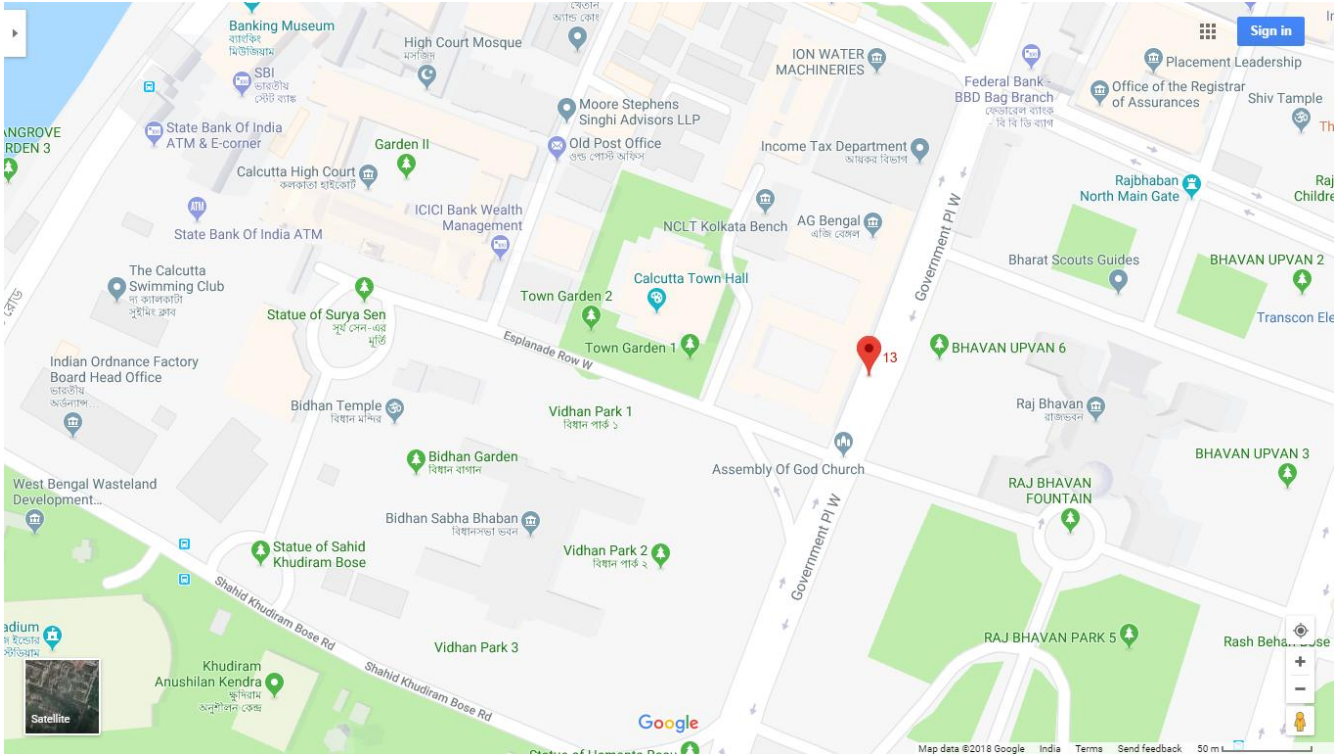 Banking Museum
ব্যাংকিং
মিউজিয়াম
High Court Mosque
মসজিদ
ION WATER
MACHINERIES
Sign in
Placement Leadership
Federal Bank -
BBD Bag Branch
ফেডারেল ব্যাংক
- বি বি ডি ব্যাগ
Office of the Registrar
of Assurances
Shiv Tample
SBI
ভারতীয়
স্টেট ব্যাঙ্ক
Moore Stephens
Singhi Advisors LLP
State Bank Of India
ATM & E-corner
Garden II
Old Post Office
ওল্ড পোস্ট অফিস
Income Tax Department
আয়কর বিভাগ
Calcutta High Court
কলকাতা হাইকোর্ট
Rajbhaban
North Main Gate
ATM
State Bank Of India ATM
ICICI Bank Wealth
Management
NCLT Kolkata Bench
AG Bengal
এজি বেঙ্গল
Government Pl W
Bharat Scouts Guides
BHAVAN UPVAN 2
The Calcutta
Swimming Club
দ্য ক্যালকাটা
সুইমিং ক্লাব
Calcutta Town Hall
Statue of Surya Sen
সূর্য সেন-এর
মূর্তি
Town Garden 2
Town Garden 1
Esplanade Row W
13
BHAVAN UPVAN 6
Transcon Ele
Indian Ordnance Factory
Board Head Office
ভারতীয়
অর্ডন্যান্স...
Bidhan Temple
বিধান মন্দির
Vidhan Park 1
বিধান পার্ক ১
Raj Bhavan
রাজভবন
Bidhan Garden
বিধান বাগান
Assembly Of God Church
BHAVAN UPVAN 3
West Bengal Wasteland
Development...
RAJ BHAVAN
FOUNTAIN
Bidhan Sabha Bhaban
বিধানসভা ভবন
Government Pl W
Statue of Sahid
Khudiram Bose
Vidhan Park 2
বিধান পার্ক ২
Shahid Khudiram Bose Rd
RAJ BHAVAN PARK 5
Vidhan Park 3
Khudiram
Anushilan Kendra
ক্ষুদিরাম
অনুশীলন কেন্দ্র
Shahid Khudiram Bose Rd
Satellite
Google
Map data ©2018 Google India Terms Send feedback 50 m